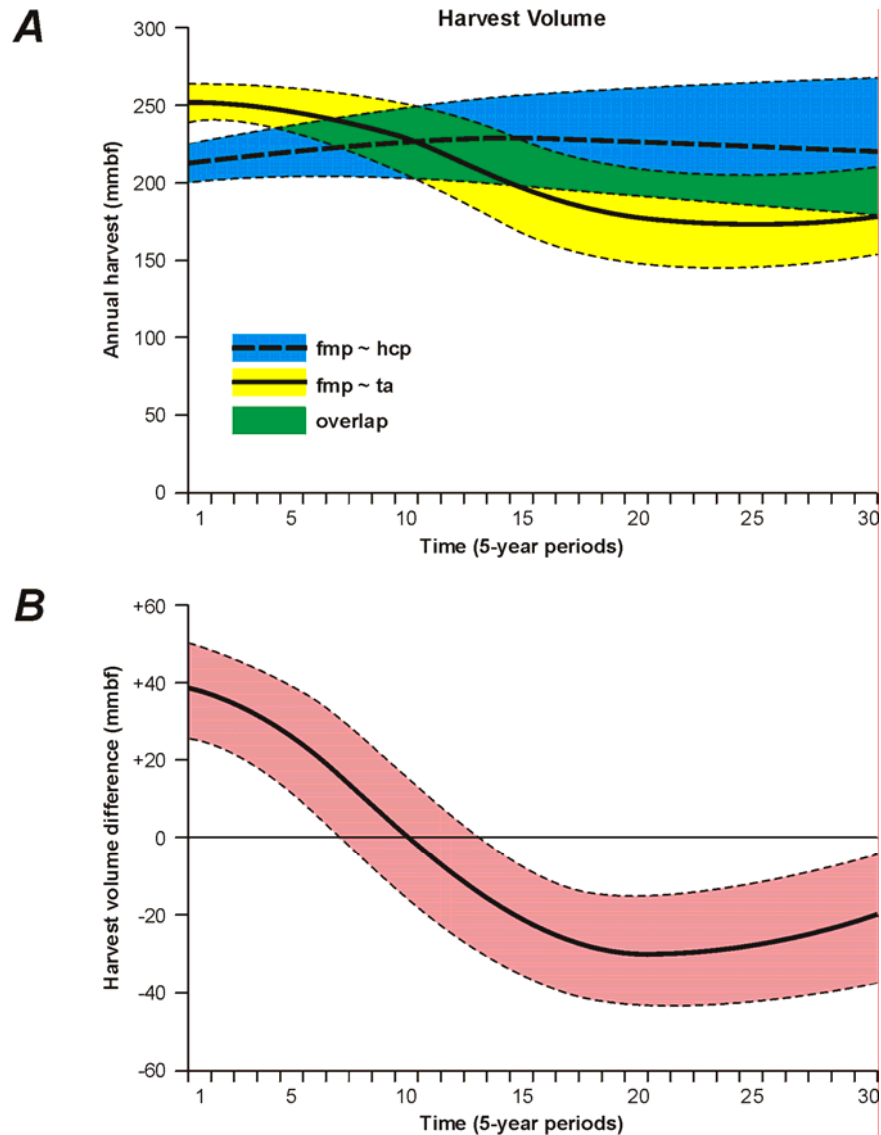 A
Harvest Volume
300
250
200
150
100
50
0
Annual harvest (mmbf)
fmp ~ hcp
fmp ~ ta
overlap
1 5 10 15 20 25 30
Time (5-year periods)
B
+60
+40
+20
0
-20
-40
-60
Harvest volume difference (mmbf)
1 5 10 15 20 25 30
Time (5-year periods)